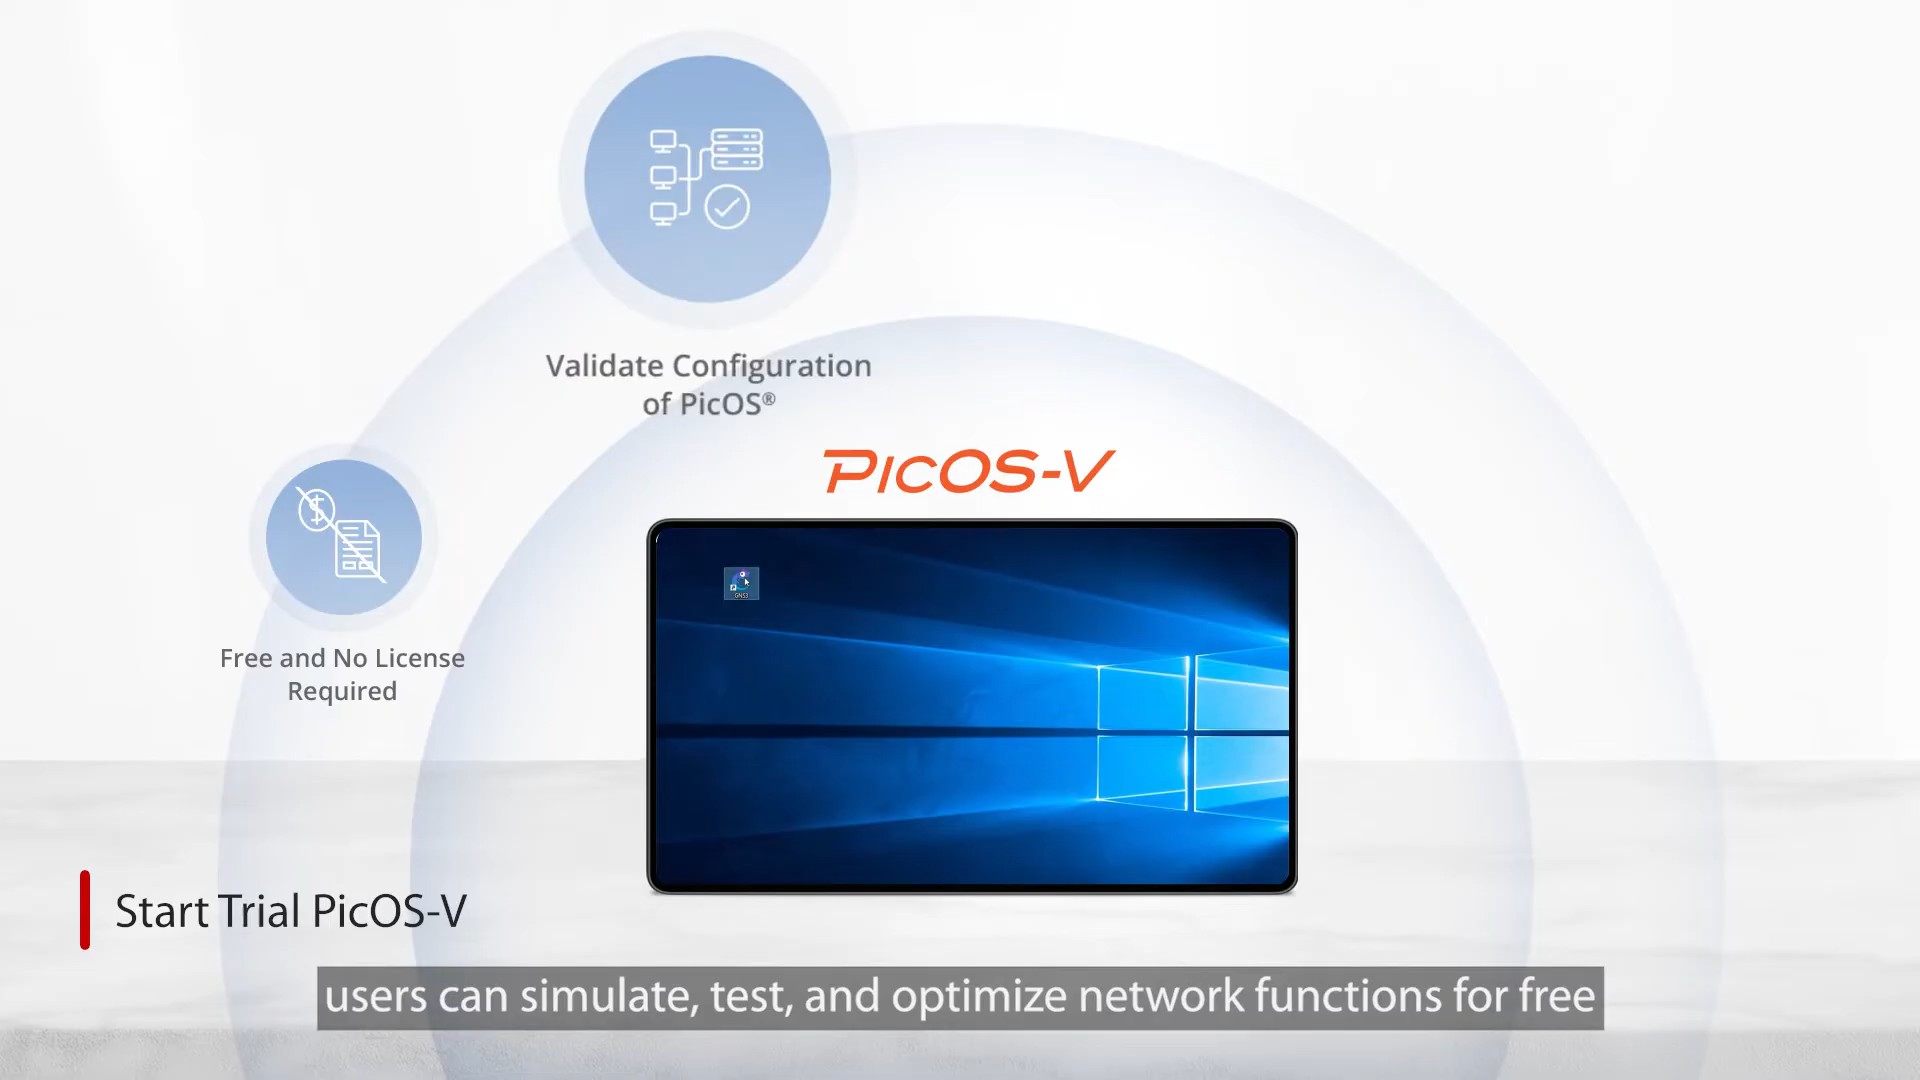 Validate Configuration
of PicOS®
PICOS-V
GNS3
Free and No License
Required
Start Trial PicOS-V
users can simulate, test, and optimize network functions for free